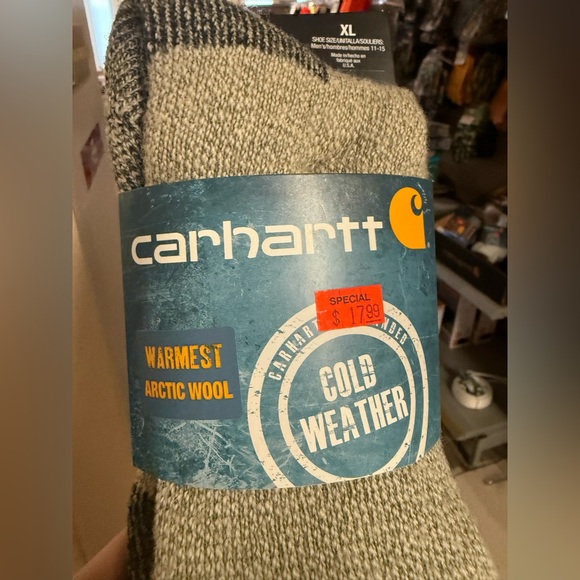 XL
SHOE SIZE/UNITALLA/SOULIERS:
Men's/hombres/hommes 11-15
Made in/hecho en
fabriqué aux
U.S.A.
carhartt
SPECIAL
$ 17.99
WARMEST
ARCTIC WOOL
COLD
WEATHER